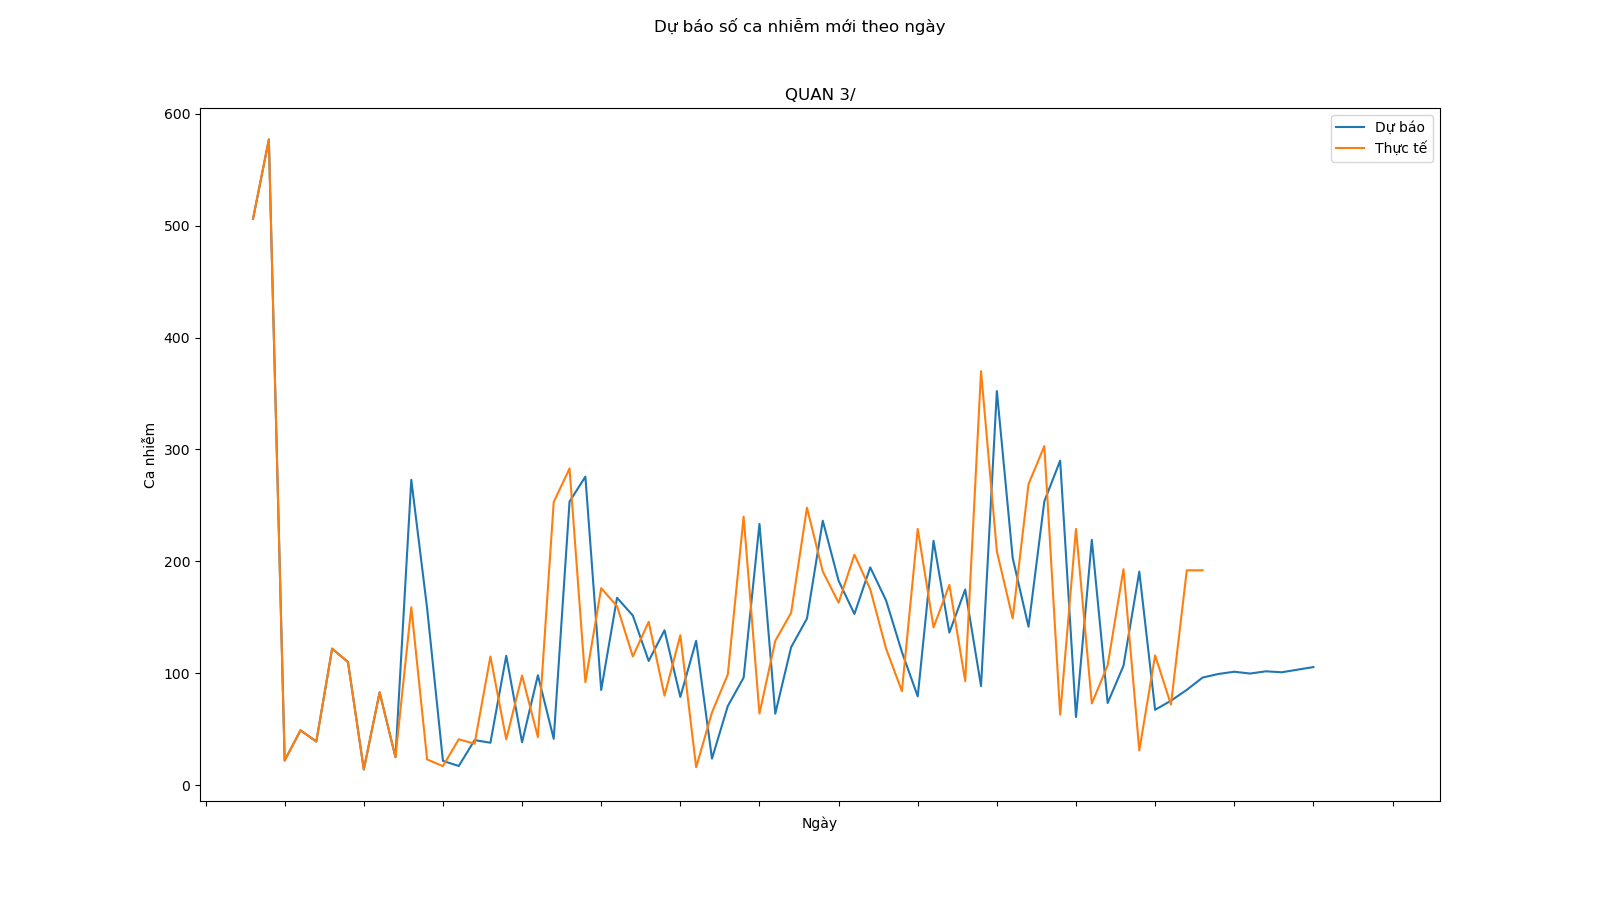 Dự báo số ca nhiễm mới theo ngày
QUAN 3/
Dự báo
Thực tế
600
500
400
300
200
100
0
Ca nhiễm
Ngày